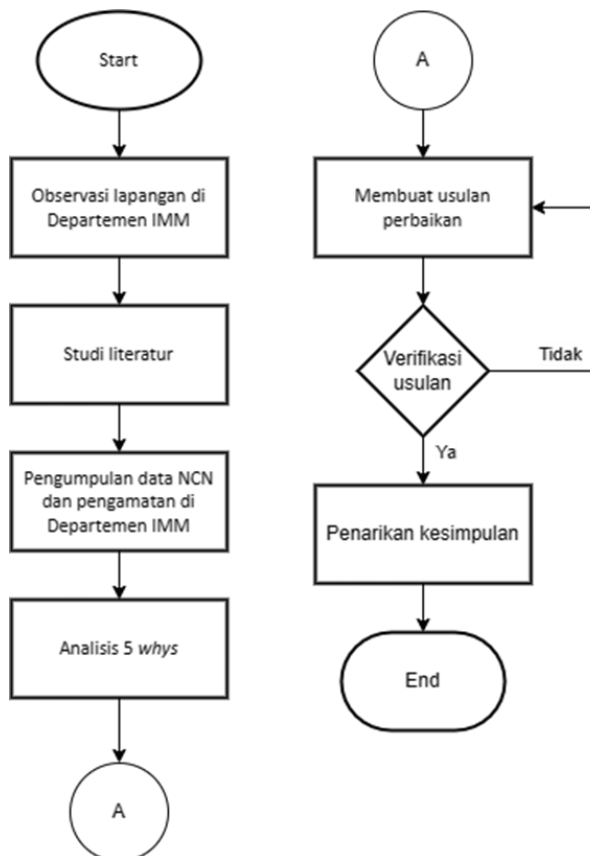 Start
Observasi lapangan di
Departemen IMM
Studi literatur
Pengumpulan data NCN
dan pengamatan di
Departemen IMM
Analisis 5 whys
A
A
Membuat usulan
perbaikan
Verifikasi
usulan
Tidak
Ya
Penarikan kesimpulan
End